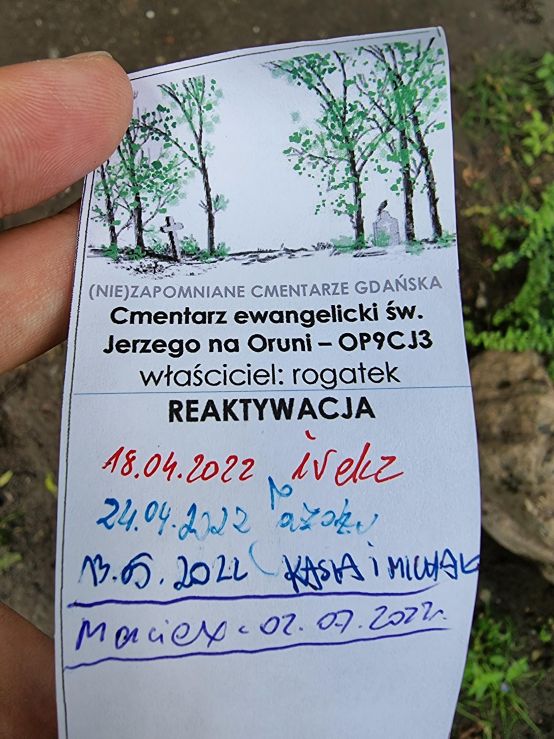 (NIE)ZAPOMNIANE CMENTARZE GDAŃSKA
Cmentarz ewangelicki św.
Jerzego na Oruni – OP9CJ3
właściciel: rogatek
REAKTYWACJA
18.04.2022 irekz
24.04.2022
13.05.2022 KASIA i MICHAŁ
Maciex - 02.07.2022r.